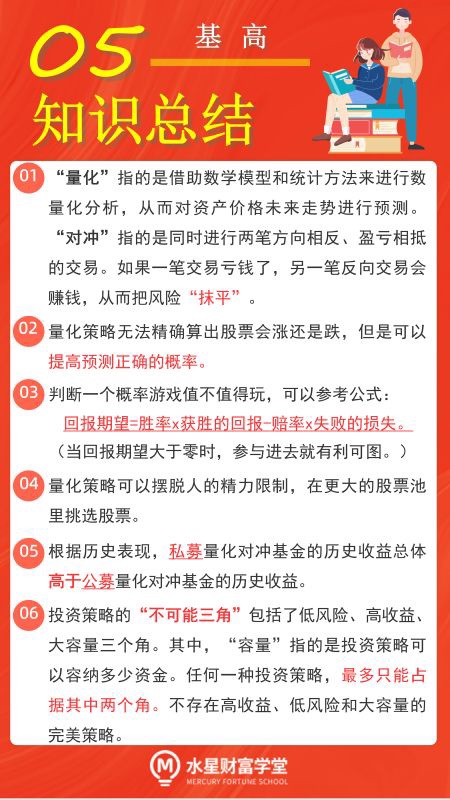 05
基 高
知识总结
01
“量化”指的是借助数学模型和统计方法来进行数
量化分析，从而对资产价格未来走势进行预测。
“对冲”指的是同时进行两笔方向相反、盈亏相抵
的交易。如果一笔交易亏钱了，另一笔反向交易会
赚钱，从而把风险“抹平”。
02
量化策略无法精确算出股票会涨还是跌，但是可以
提高预测正确的概率。
03
判断一个概率游戏值不值得玩，可以参考公式：
回报期望=胜率x获胜的回报-赔率x失败的损失。
（当回报期望大于零时，参与进去就有利可图。）
04
量化策略可以摆脱人的精力限制，在更大的股票池
里挑选股票。
05
根据历史表现，私募量化对冲基金的历史收益总体
高于公募量化对冲基金的历史收益。
06
投资策略的“不可能三角”包括了低风险、高收益、
大容量三个角。其中，“容量”指的是投资策略可
以容纳多少资金。任何一种投资策略，最多只能占
据其中两个角。不存在高收益、低风险和大容量的
完美策略。
水星财富学堂
MERCURY FORTUNE SCHOOL